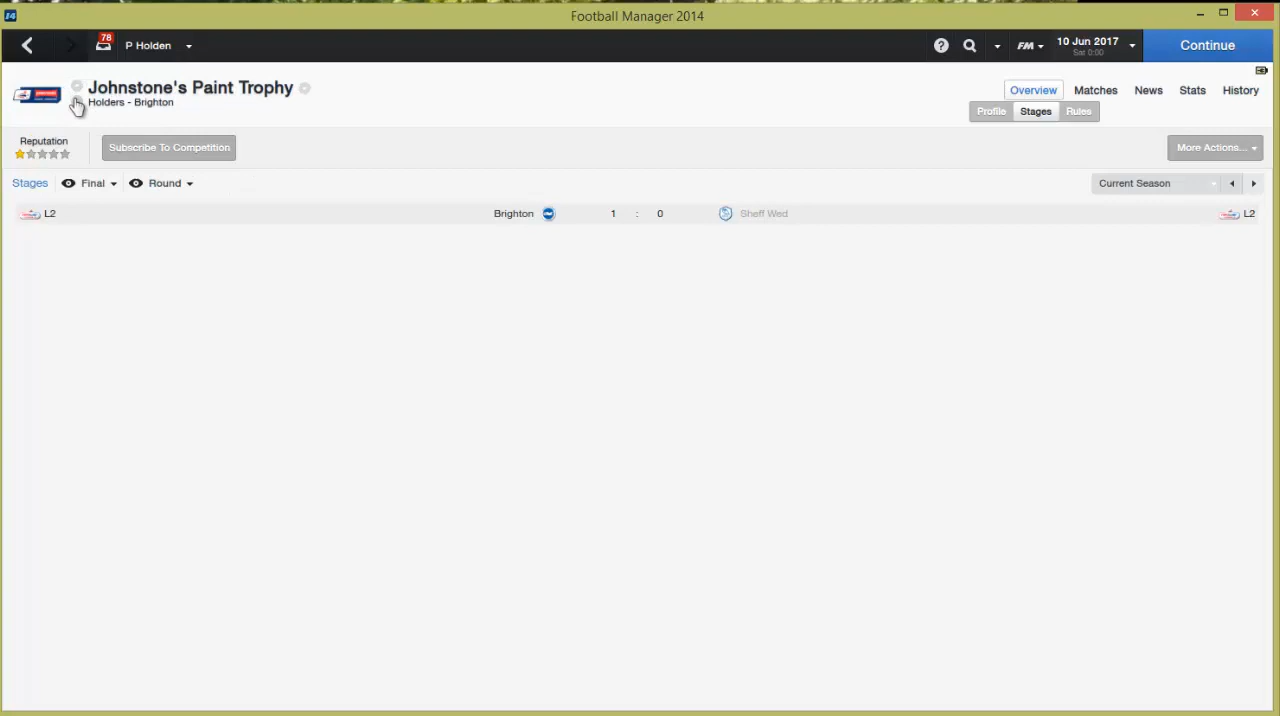 14
Football Manager 2014
78
P Holden
FM
10 Jun 2017
Sat 0:00
Continue
Johnstone's Paint Trophy
Holders - Brighton
Overview Matches News Stats History
Profile Stages Rules
Reputation
Subscribe To Competition
More Actions...
Stages Final Round
Current Season
L2 Brighton 1 : 0 Sheff Wed L2